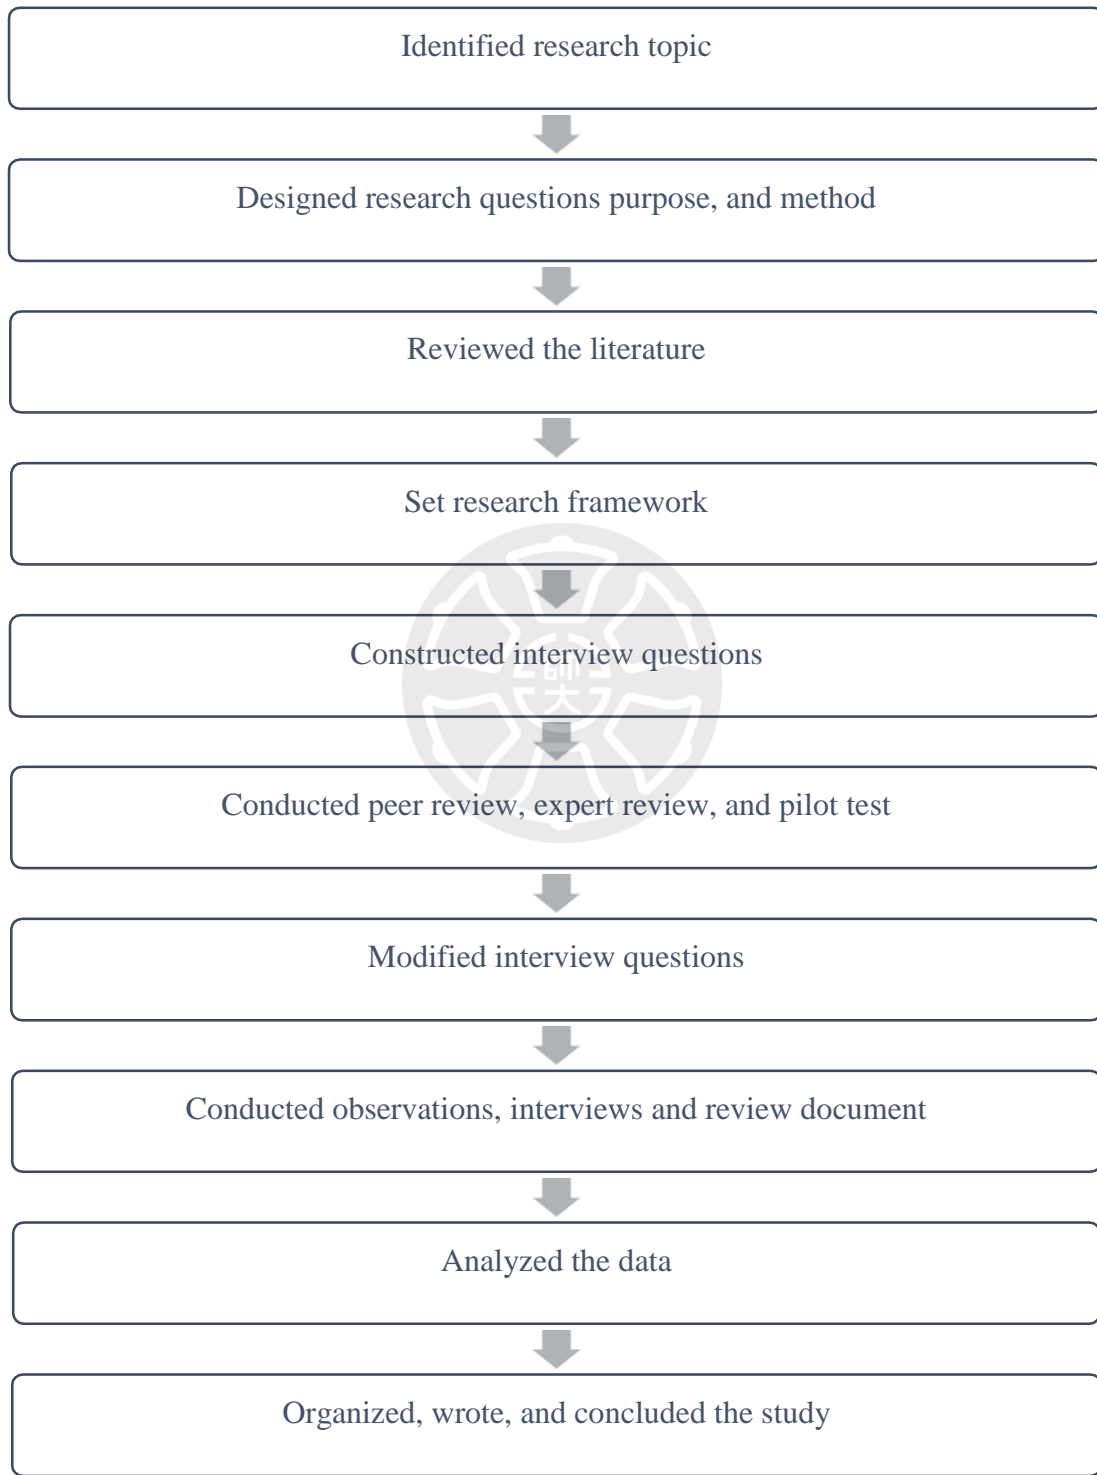 Identified research topic
Designed research questions purpose, and method
Reviewed the literature
Set research framework
Constructed interview questions
師大
Conducted peer review, expert review, and pilot test
Modified interview questions
Conducted observations, interviews and review document
Analyzed the data
Organized, wrote, and concluded the study